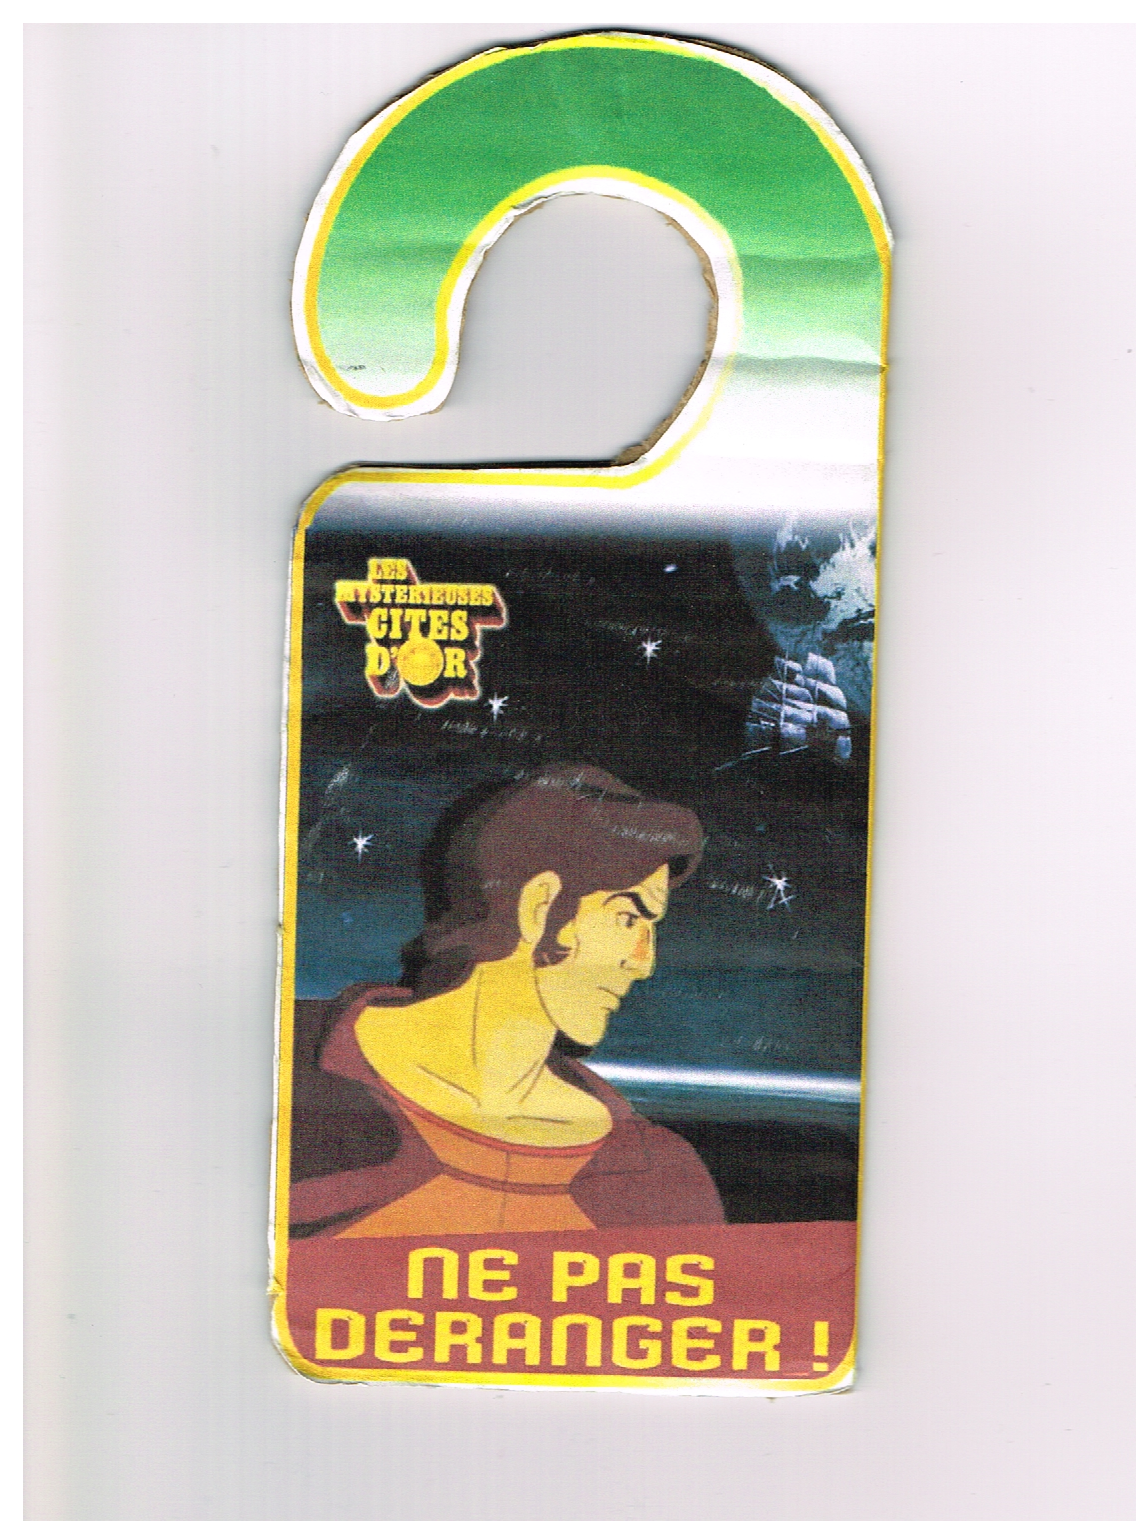 LES
MYSTERIEUSES
CITES
D'OR
NE PAS
DERANGER !